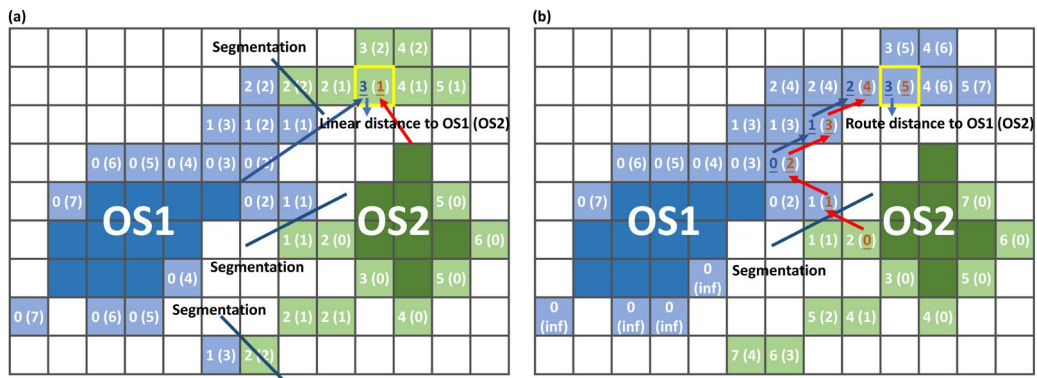 (a)
3 (2) 4 (2)
Segmentation
2 (2) 2 (2) 2 (1) 3 (1) 4 (1) 5 (1)
1 (3) 1 (2) 1 (1) Linear distance to OS1 (OS2)
0 (6) 0 (5) 0 (4) 0 (3) 0 (2)
0 (7) OS1 0 (2) 1 (1) OS2 5 (0)
1 (1) 2 (0) 6 (0)
Segmentation
0 (4) 3 (0) 5 (0)
0 (7) 0 (6) 0 (5) Segmentation 2 (1) 2 (1) 4 (0)
1 (3) 2 (2)
(b)
3 (5) 4 (6)
2 (4) 2 (4) 2 (4) 3 (5) 4 (6) 5 (7)
1 (3) 1 (3) 1 (3) Route distance to OS1 (OS2)
0 (6) 0 (5) 0 (4) 0 (3) 0 (2)
0 (7) OS1 0 (2) 1 (1) OS2 7 (0)
1 (1) 2 (0) 6 (0)
Segmentation
0 (inf) 3 (0) 5 (0)
0 (inf) 0 (inf) 0 (inf) 5 (2) 4 (1) 4 (0)
7 (4) 6 (3)